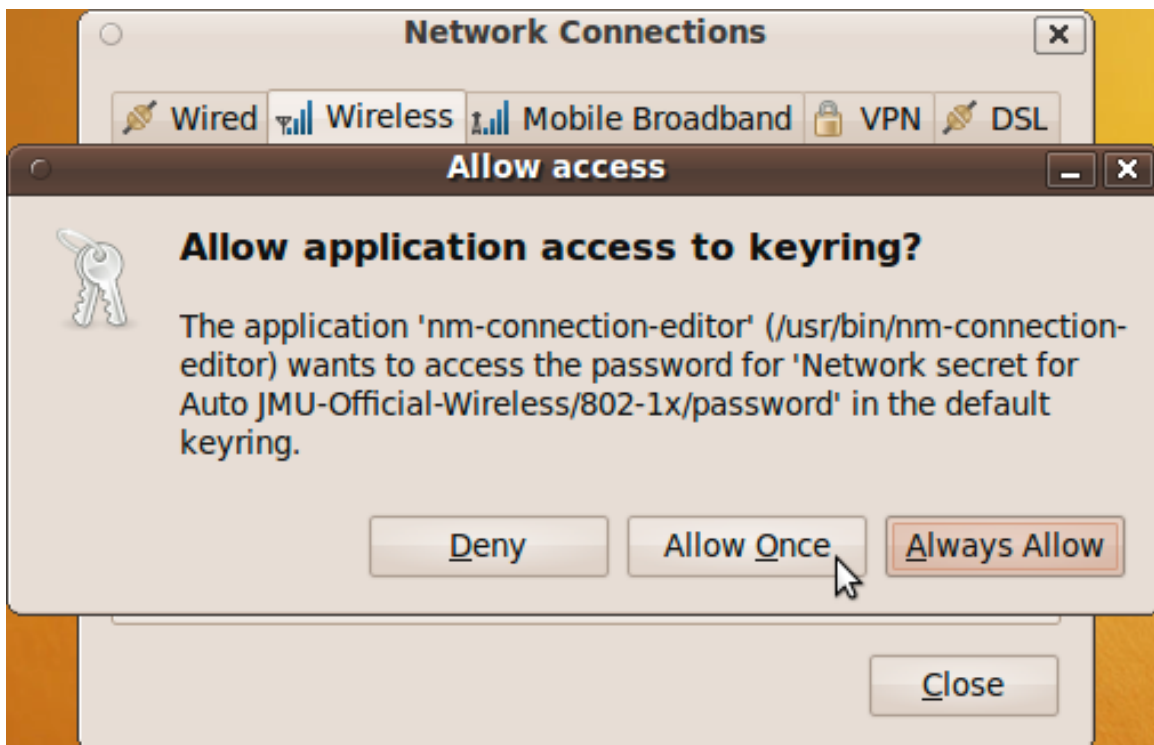 Network Connections
Wired Wireless Mobile Broadband VPN DSL
Allow access
Allow application access to keyring?
The application 'nm-connection-editor' (/usr/bin/nm-connection-
editor) wants to access the password for 'Network secret for
Auto JMU-Official-Wireless/802-1x/password' in the default
keyring.
Deny Allow Once Always Allow
Close